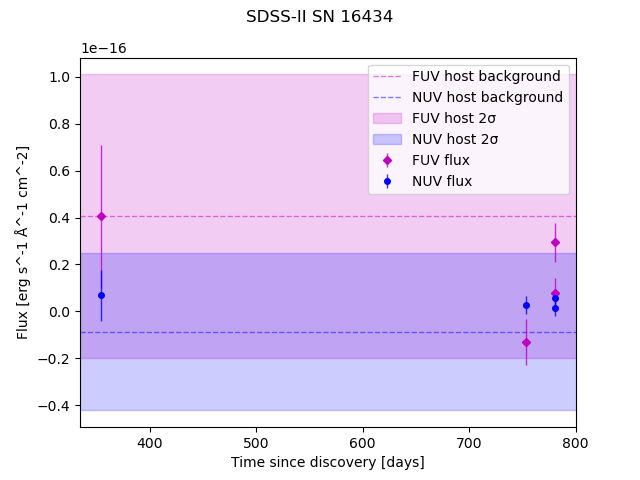 SDSS-II SN 16434
1e−16
FUV host background
NUV host background
FUV host 2σ
NUV host 2σ
FUV flux
NUV flux
1.0
0.8
0.6
0.4
0.2
0.0
−0.2
−0.4
Flux [erg s^-1 Å^-1 cm^-2]
400
500
600
700
800
Time since discovery [days]